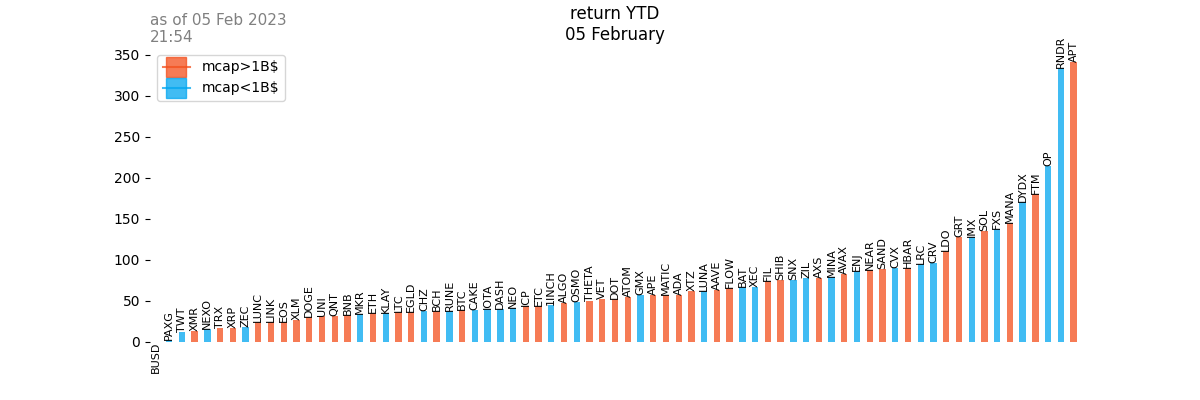 as of 05 Feb 2023
21:54
return YTD
05 February
mcap>1B$
mcap<1B$
350
300
250
200
150
100
50
0
BUSD
PAXG
TWT
XMR
NEXO
TRX
XRP
ZEC
LUNC
LINK
EOS
XLM
DOGE
UNI
QNT
BNB
MKR
ETH
KLAY
LTC
EGLD
CHZ
BCH
RUNE
BTC
CAKE
IOTA
DASH
NEO
ICP
ETC
1INCH
ALGO
OSMO
THETA
VET
DOT
ATOM
GMX
APE
MATIC
ADA
XTZ
LUNA
AAVE
FLOW
BAT
XEC
FIL
SHIB
SNX
ZIL
AXS
MINA
AVAX
ENJ
NEAR
SAND
CVX
HBAR
LRC
CRV
LDO
GRT
IMX
SOL
FXS
MANA
DYDX
FTM
OP
RNDR
APT